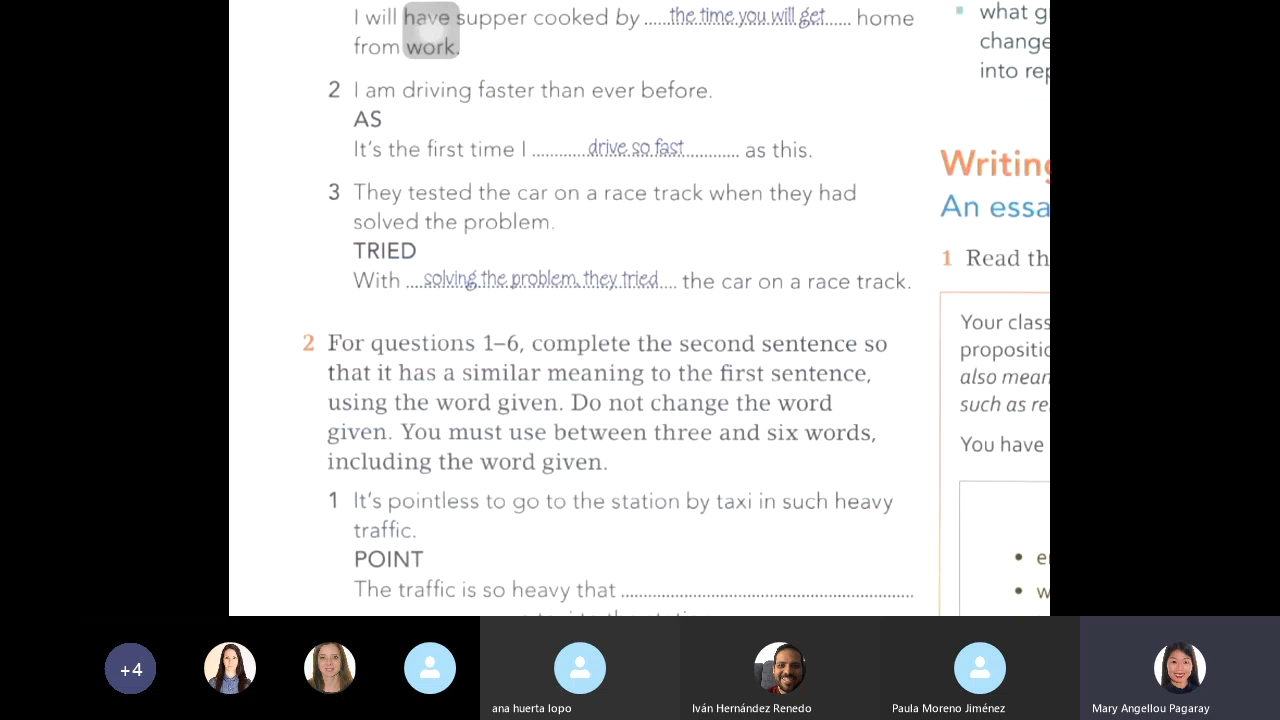 I will have supper cooked by ......the time you will get...... home
from work.
2 I am driving faster than ever before.
AS
It's the first time I ............drive so fast............ as this.
3 They tested the car on a race track when they had
solved the problem.
TRIED
With ....solving the problem, they tried.... the car on a race track.
2 For questions 1–6, complete the second sentence so
that it has a similar meaning to the first sentence,
using the word given. Do not change the word
given. You must use between three and six words,
including the word given.
1 It's pointless to go to the station by taxi in such heavy
traffic.
POINT
The traffic is so heavy that ............................................................
what g
change
into rep
Writing
An essa
1 Read th
Your class
propositio
also mean
such as re
You have
• e
• w
+4
ana huerta lopo
Iván Hernández Renedo
Paula Moreno Jiménez
Mary Angellou Pagaray